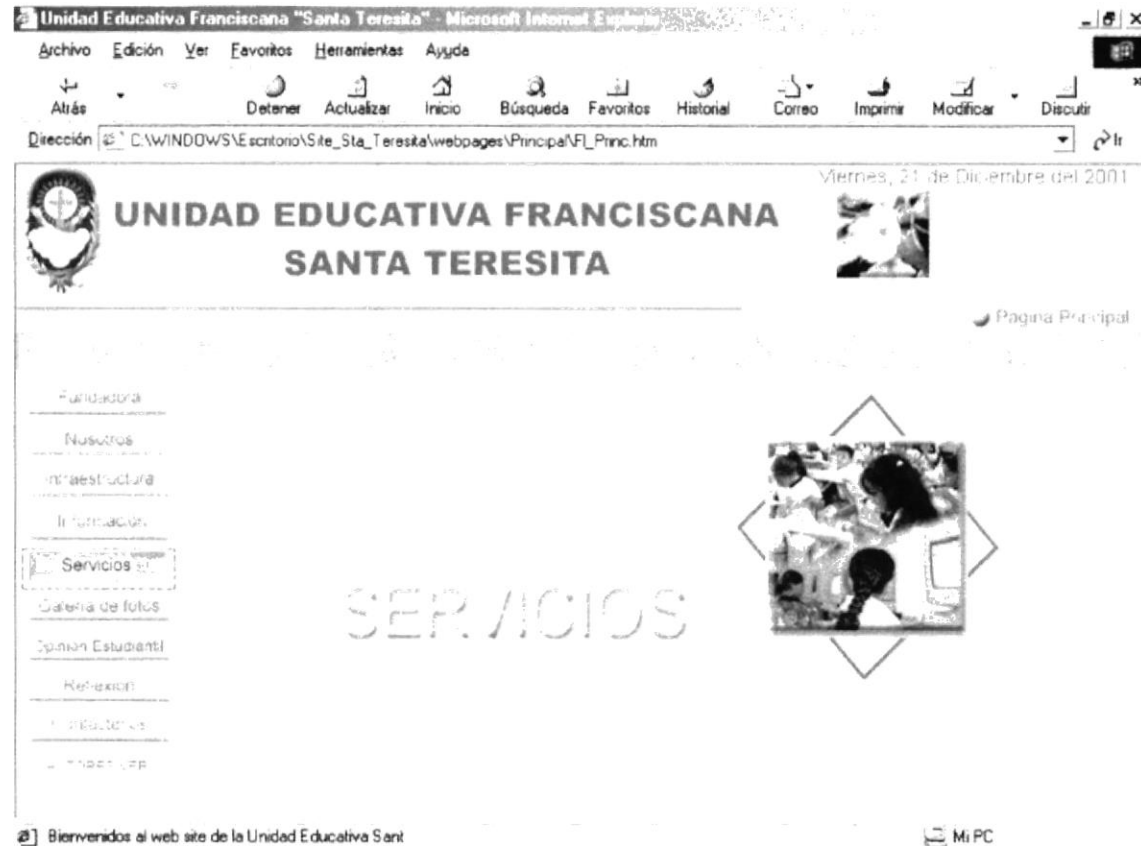 Unidad Educativa Franciscana "Santa Teresita" - Microsoft Internet Explorer
Archivo Edición Ver Favoritos Herramientas Ayuda
Atrás Detener Actualizar Inicio Búsqueda Favoritos Historial Correo Imprimir Modificar Discutir
Dirección C:\WINDOWS\Escritorio\Site_Sta_Teresita\webpages\Principal\Fl_Princ.htm Ir
Viernes, 21 de Diciembre del 2001
UNIDAD EDUCATIVA FRANCISCANA
SANTA TERESITA
Pagina Principal
Fundadora
Nosotros
Infraestructura
Informacion
Servicios
Galeria de fotos
Opinion Estudiantil
Reflexion
SERVICIOS
Bienvenidos al web site de la Unidad Educativa Sant Mi PC